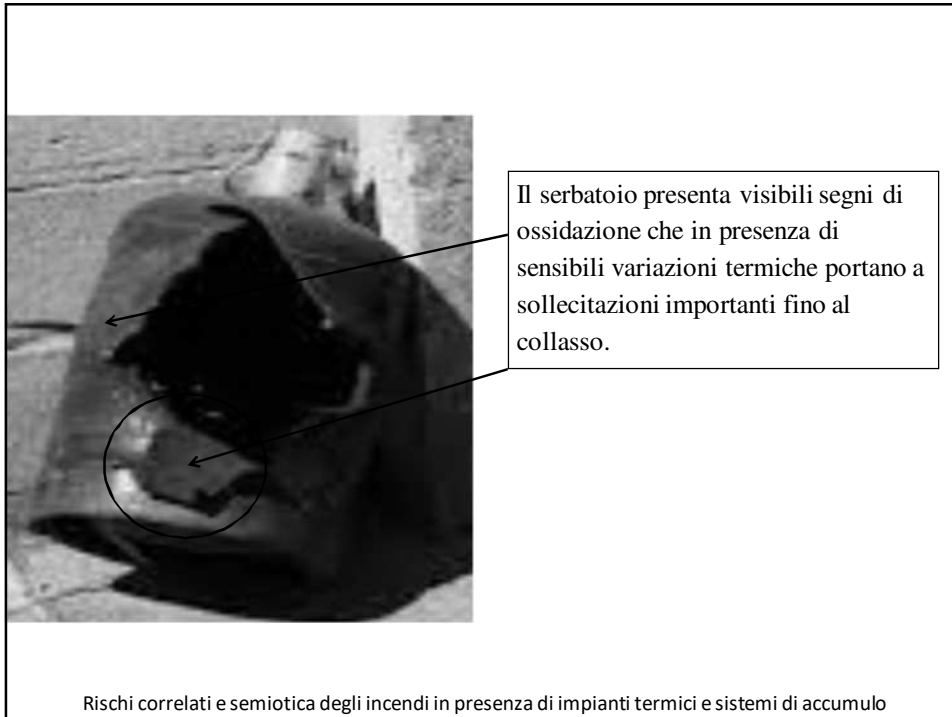 Il serbatoio presenta visibili segni di
ossidazione che in presenza di
sensibili variazioni termiche portano a
sollecitazioni importanti fino al
collasso.
Rischi correlati e semiotica degli incendi in presenza di impianti termici e sistemi di accumulo